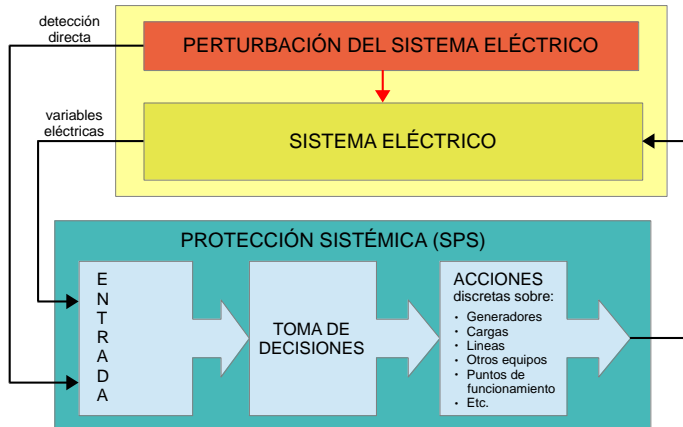 detección
directa
PERTURBACIÓN DEL SISTEMA ELÉCTRICO
variables
eléctricas
SISTEMA ELÉCTRICO
PROTECCIÓN SISTÉMICA (SPS)
E
N
T
R
A
D
A
TOMA DE
DECISIONES
ACCIONES
discretas sobre:
· Generadores
· Cargas
· Lineas
· Otros equipos
· Puntos de
funcionamiento
· Etc.